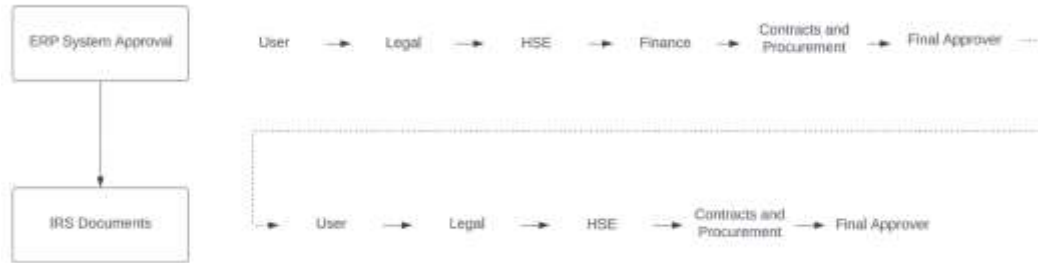 ERP System Approval
User
Legal
HSE
Finance
Contracts and
Procurement
Final Approver
IRS Documents
User
Legal
HSE
Contracts and
Procurement
Final Approver